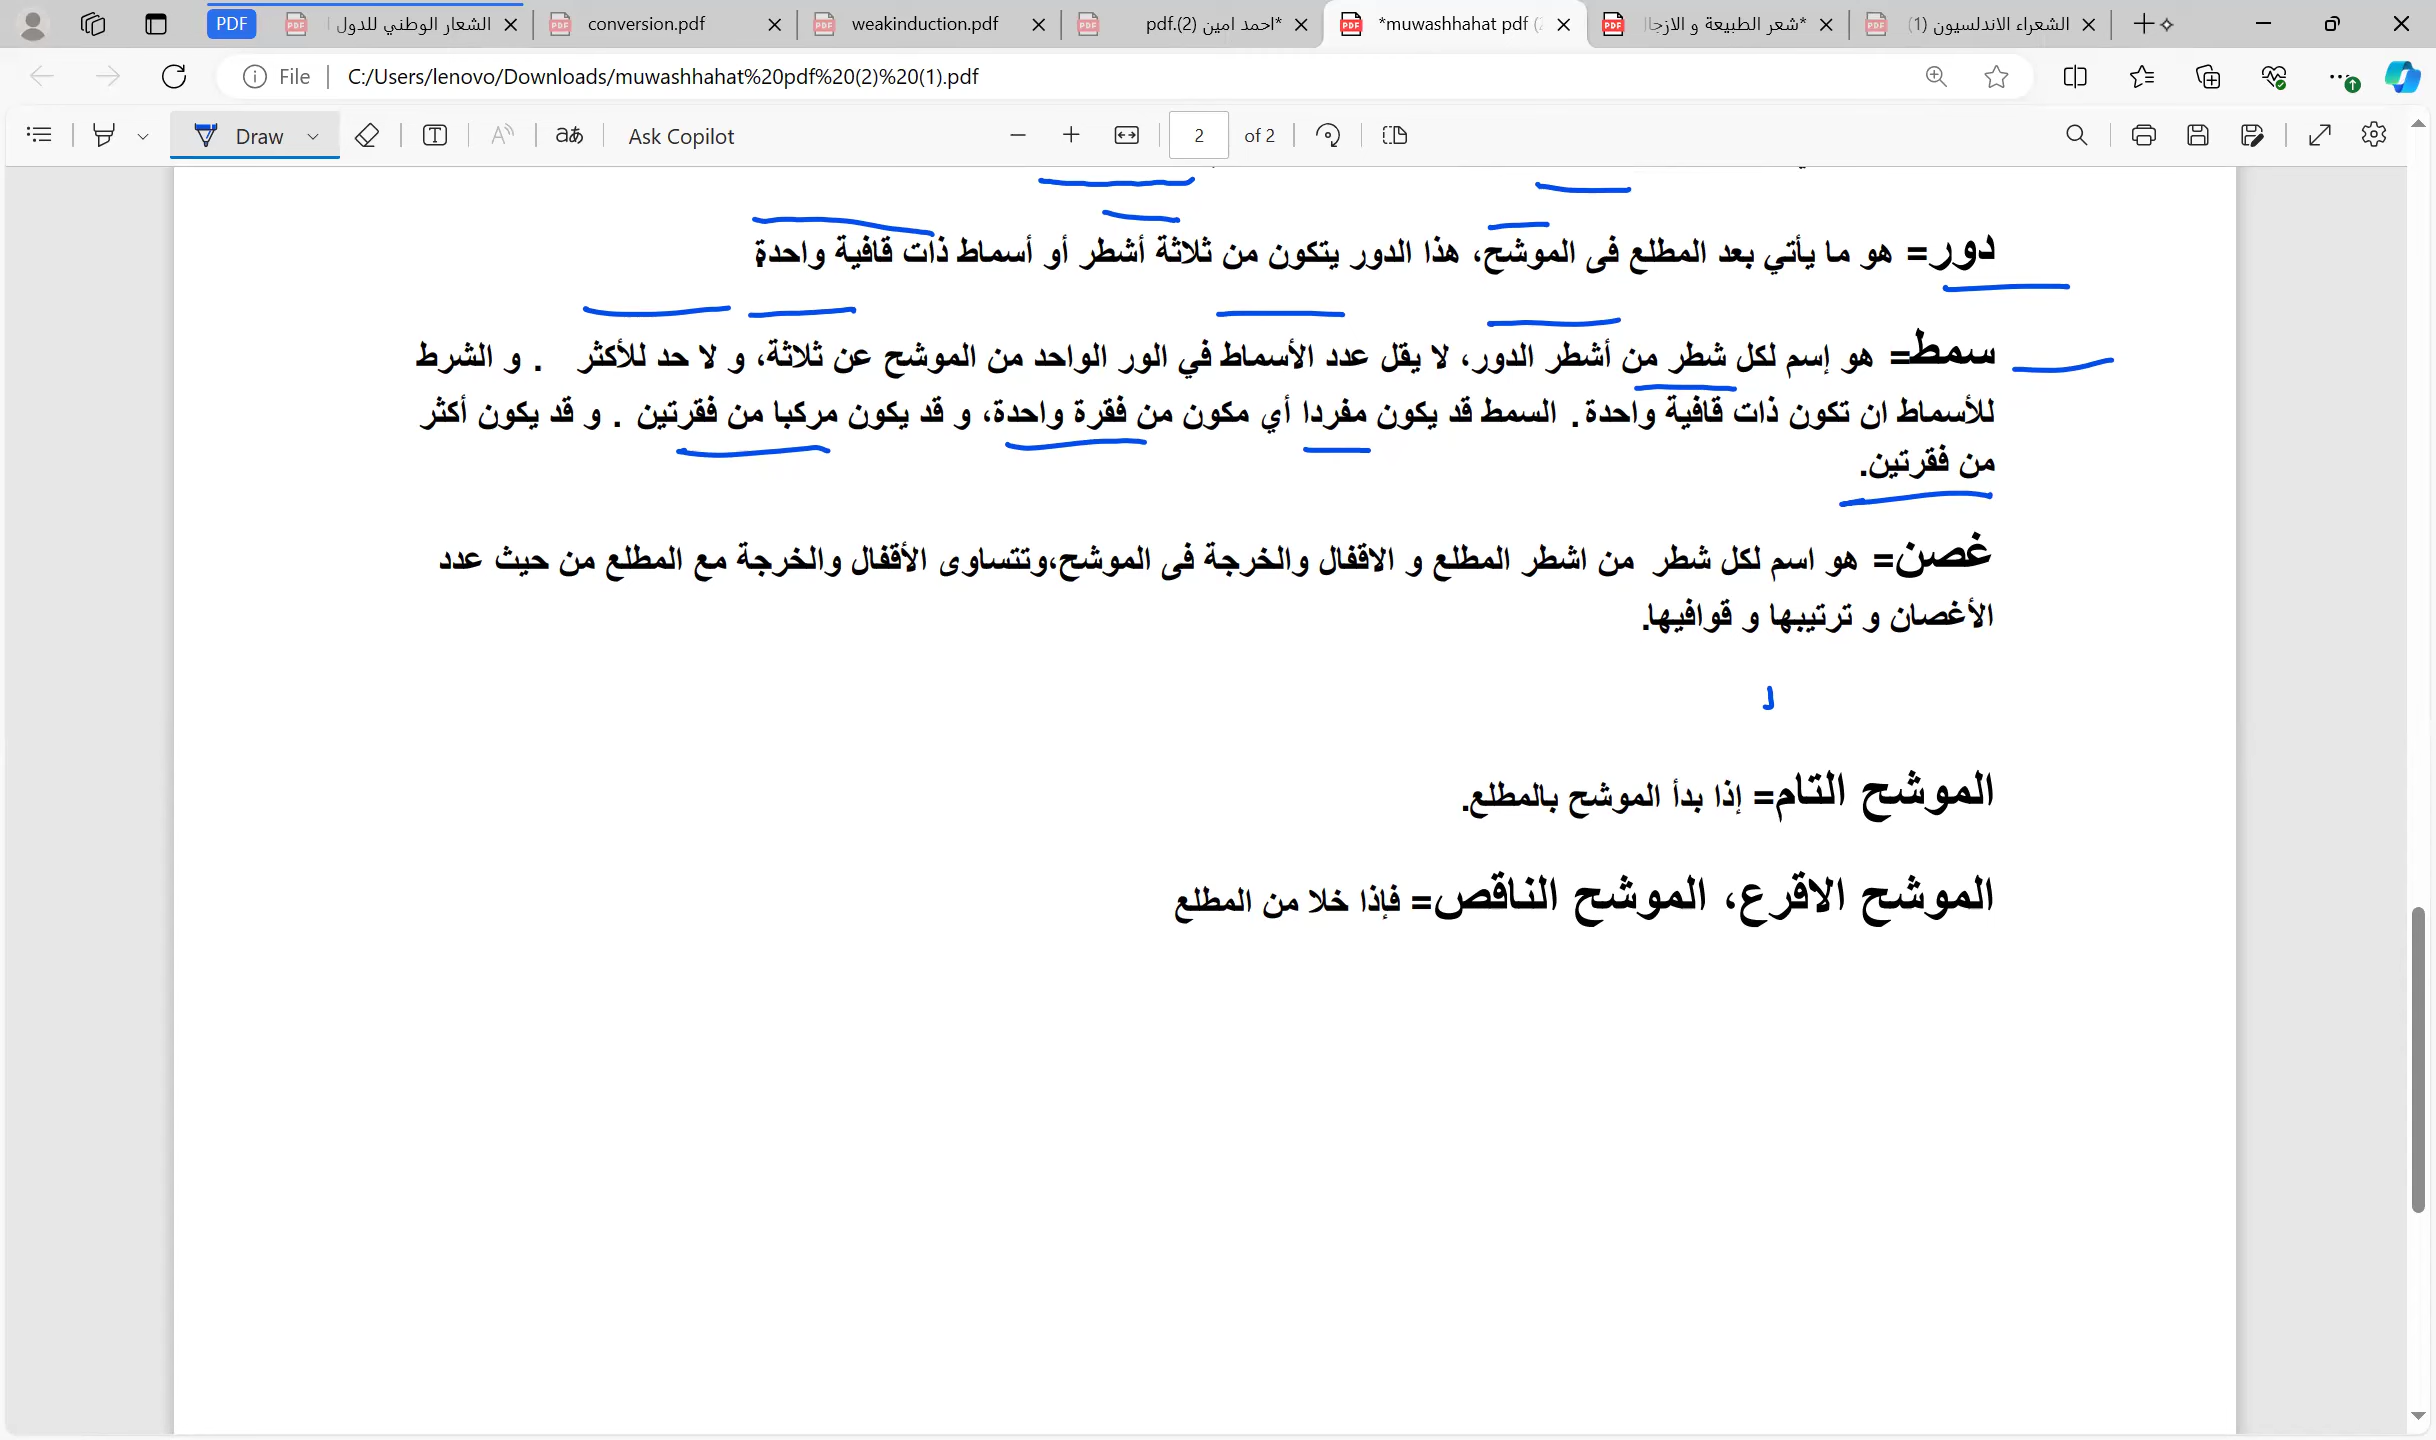 PDF
الشعار الوطني للدول
conversion.pdf
weakinduction.pdf
*احمد امين (2).pdf
*muwashhahat pdf (2
*شعر الطبيعة و الازجا
الشعراء الاندلسيون (1)
File
C:/Users/lenovo/Downloads/muwashhahat%20pdf%20(2)%20(1).pdf
Draw
aあ
Ask Copilot
2 of 2
دور= هو ما يأتي بعد المطلع فى الموشح، هذا الدور يتكون من ثلاثة أشطر أو أسماط ذات قافية واحدة
سمط= هو إسم لكل شطر من أشطر الدور، لا يقل عدد الأسماط في الور الواحد من الموشح عن ثلاثة، و لا حد للأكثر . و الشرط
للأسماط ان تكون ذات قافية واحدة. السمط قد يكون مفردا أي مكون من فقرة واحدة، و قد يكون مركبا من فقرتين . و قد يكون أكثر
من فقرتين.
غصن= هو اسم لكل شطر من اشطر المطلع و الاقفال والخرجة فى الموشح،وتتساوى الأقفال والخرجة مع المطلع من حيث عدد
الأغصان و ترتيبها و قوافيها.
الموشح التام= إذا بدأ الموشح بالمطلع.
الموشح الاقرع، الموشح الناقص= فإذا خلا من المطلع